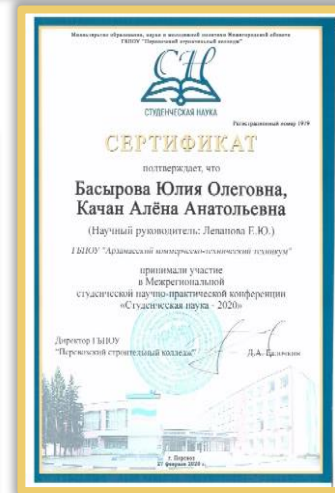 Министерство образования, науки и молодежной политики Нижегородской области
ГБПОУ "Перевозский строительный колледж"
СН
СТУДЕНЧЕСКАЯ НАУКА
Регистрационный номер 1979
СЕРТИФИКАТ
подтверждает, что
Басырова Юлия Олеговна,
Качан Алёна Анатольевна
(Научный руководитель: Леванова Е.Ю.)
ГБПОУ "Арзамасский коммерческо-технический техникум"
принимали участие
в Межрегиональной
студенческой научно-практической конференции
«Студенческая наука - 2020»
Директор ГБПОУ
"Перевозский строительный колледж"
Д.А.
г. Перевоз
27 февраля 2020 г.